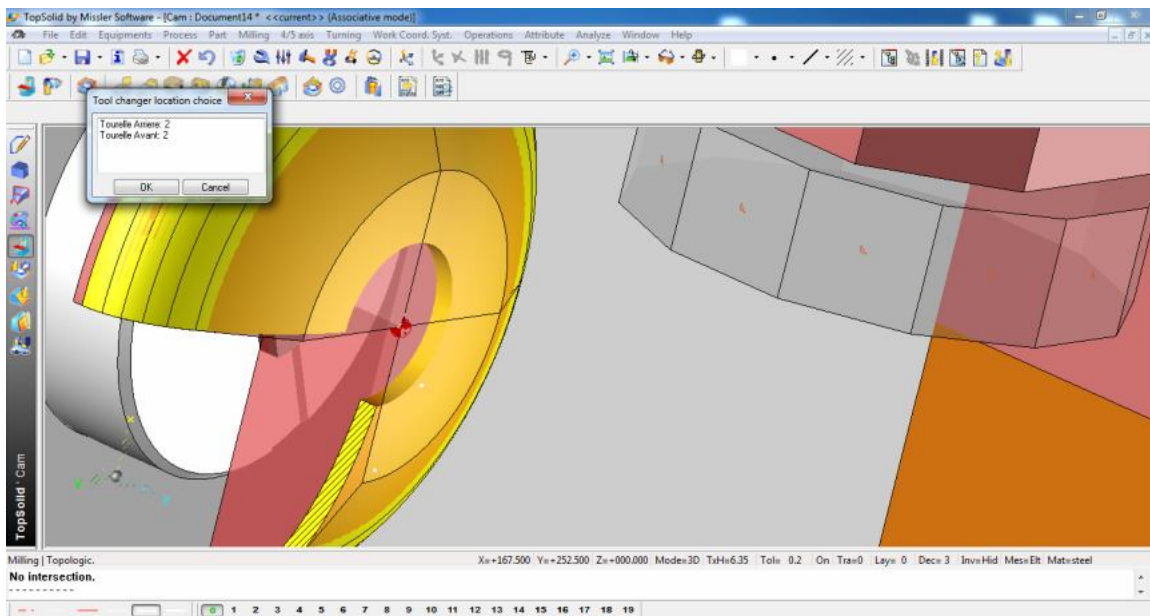 TopSolid by Missler Software - [Cam : Document14 * <<current>> (Associative mode)]
File Edit Equipments Process Part Milling 4/5 axis Turning Work Coord. Syst. Operations Attribute Analyze Window Help
Tool changer location choice
Tourelle Arriere: 2
Tourelle Avant: 2
OK Cancel
TopSolid ' Cam
Milling | Topologic. X=+167.500 Y=+252.500 Z=+000.000 Mode=3D TxH=6.35 Tol= 0.2 On Tra=0 Lay= 0 Dec= 3 Inv=Hid Mes=Elt Mat=steel
No intersection.
----------
0 1 2 3 4 5 6 7 8 9 10 11 12 13 14 15 16 17 18 19